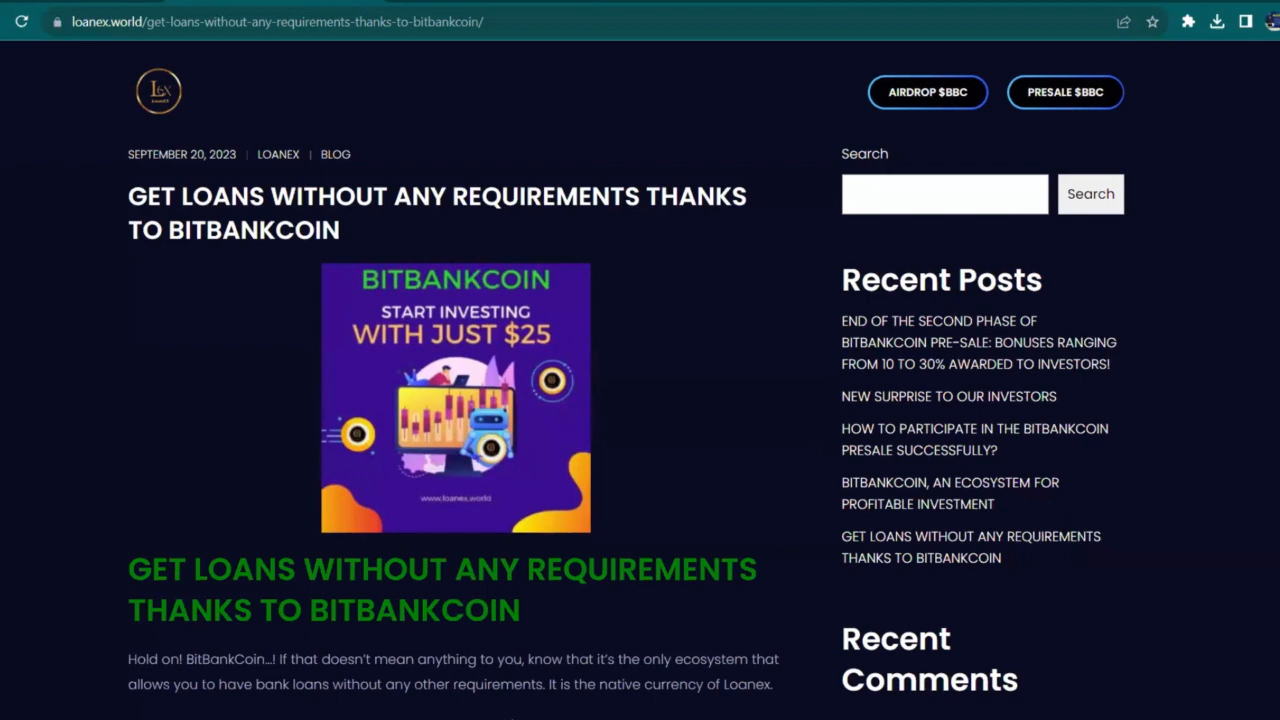 loanex.world/get-loans-without-any-requirements-thanks-to-bitbankcoin/
Lex
LoanEX
AIRDROP $BBC
PRESALE $BBC
SEPTEMBER 20, 2023 | LOANEX | BLOG
GET LOANS WITHOUT ANY REQUIREMENTS THANKS
TO BITBANKCOIN
BITBANKCOIN
START INVESTING
WITH JUST $25
www.loanex.world
GET LOANS WITHOUT ANY REQUIREMENTS
THANKS TO BITBANKCOIN
Hold on! BitBankCoin…! If that doesn’t mean anything to you, know that it’s the only ecosystem that
allows you to have bank loans without any other requirements. It is the native currency of Loanex.
Search
Search
Recent Posts
END OF THE SECOND PHASE OF
BITBANKCOIN PRE-SALE: BONUSES RANGING
FROM 10 TO 30% AWARDED TO INVESTORS!
NEW SURPRISE TO OUR INVESTORS
HOW TO PARTICIPATE IN THE BITBANKCOIN
PRESALE SUCCESSFULLY?
BITBANKCOIN, AN ECOSYSTEM FOR
PROFITABLE INVESTMENT
GET LOANS WITHOUT ANY REQUIREMENTS
THANKS TO BITBANKCOIN
Recent
Comments